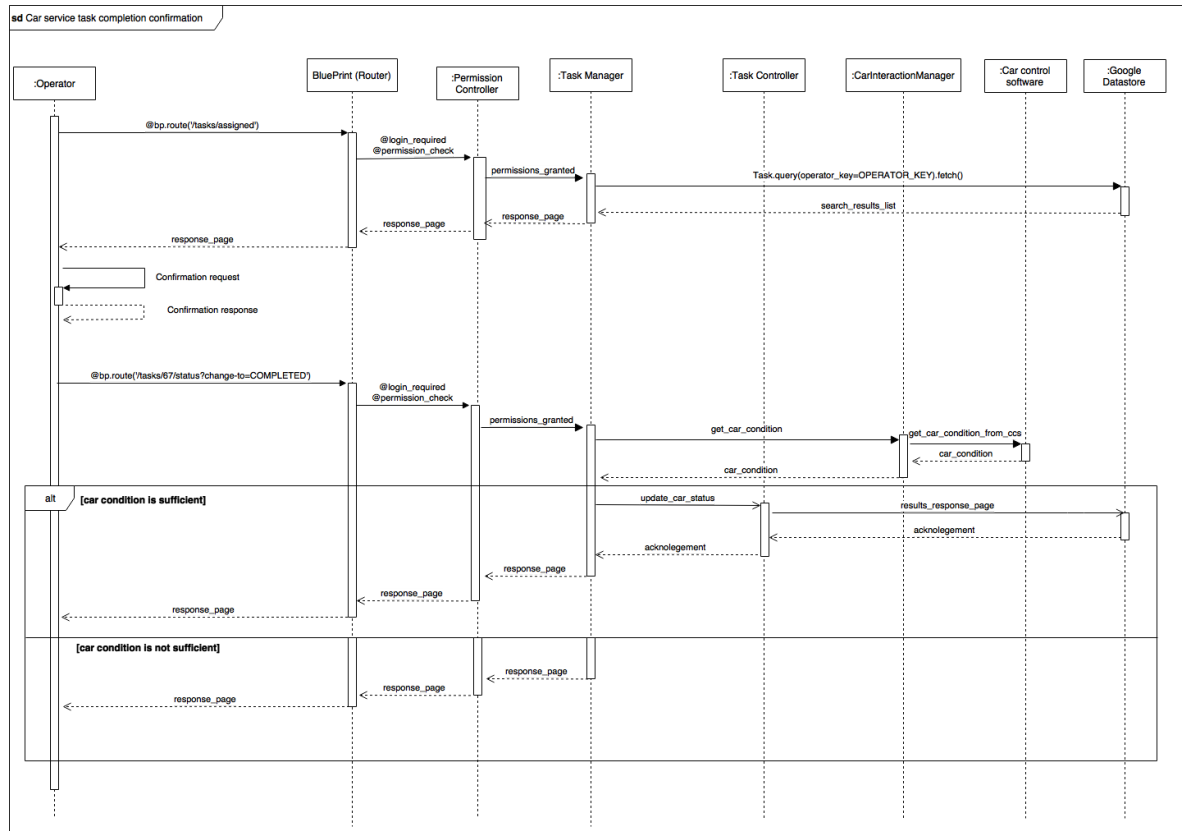 sd Car service task completion confirmation
:Operator
BluePrint (Router)
:Permission
Controller
:Task Manager
:Task Controller
:CarInteractionManager
:Car control
software
:Google
Datastore
@bp.route('/tasks/assigned')
@login_required
@permission_check
permissions_granted
Task.query(operator_key=OPERATOR_KEY).fetch()
search_results_list
response_page
response_page
response_page
Confirmation request
Confirmation response
@bp.route('/tasks/67/status?change-to=COMPLETED')
@login_required
@permission_check
permissions_granted
get_car_condition
get_car_condition_from_ccs
car_condition
car_condition
alt
[car condition is sufficient]
update_car_status
results_response_page
acknolegement
acknolegement
response_page
response_page
response_page
[car condition is not sufficient]
response_page
response_page
response_page